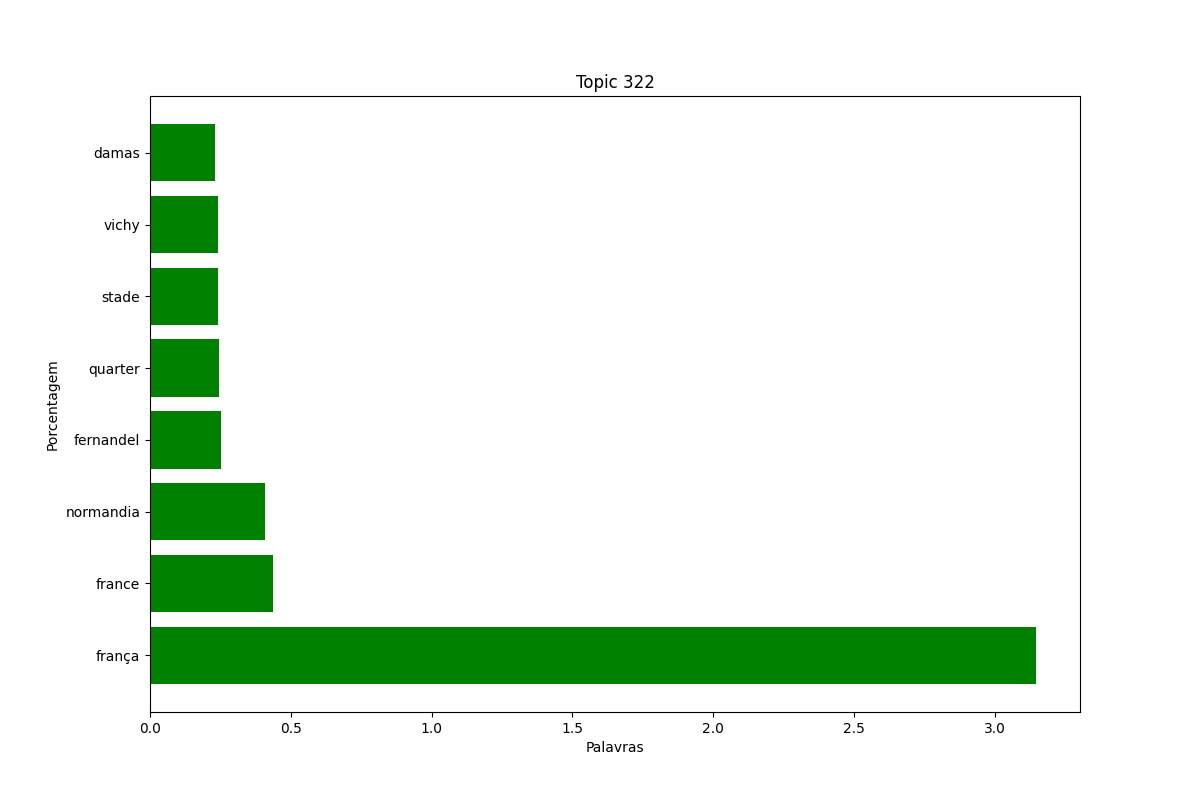 Topic 322
damas
vichy
stade
quarter
fernandel
normandia
france
frança
Porcentagem
0.0 0.5 1.0 1.5 2.0 2.5 3.0
Palavras